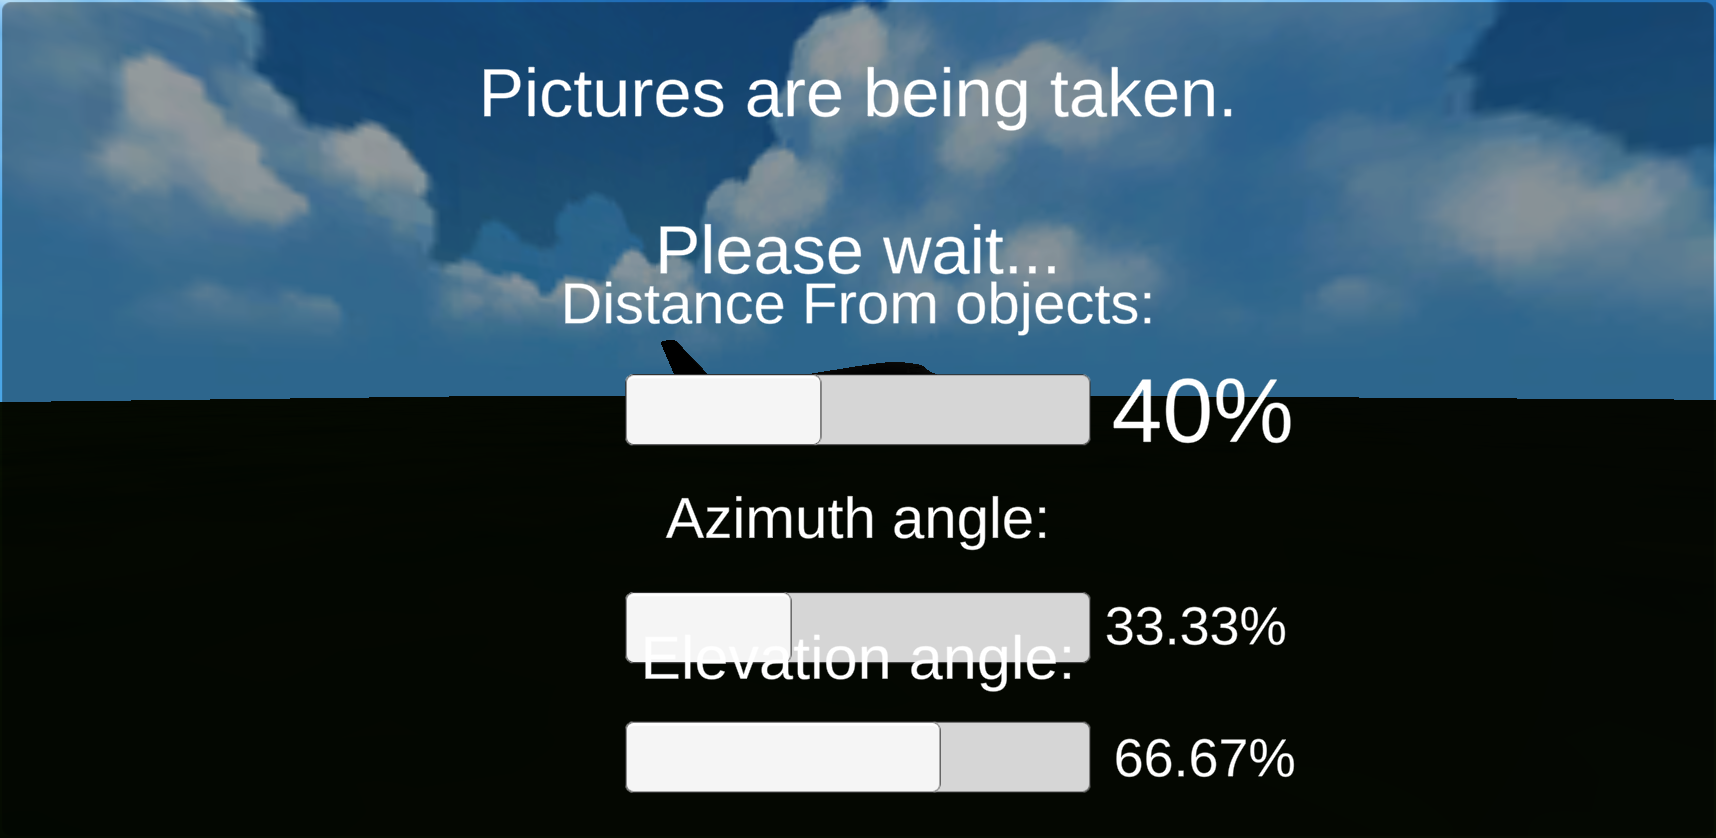 Pictures are being taken.
Please wait...
Distance From objects:
40%
Azimuth angle:
33.33%
Elevation angle:
66.67%